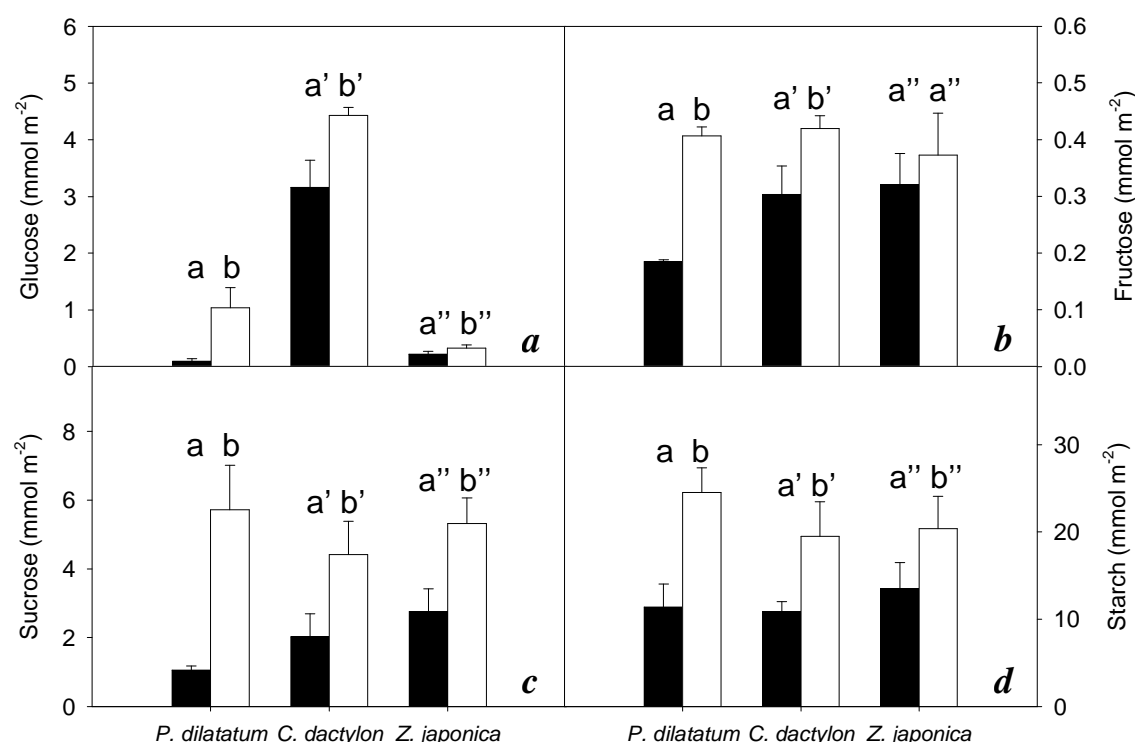 6
5
4
3
2
1
0
Glucose (mmol m-2)
a b
a’ b’
a’’ b’’
a
0.6
0.5
0.4
0.3
0.2
0.1
0.0
Fructose (mmol m-2)
a b
a’ b’
a’’ a’’
b
8
6
4
2
0
Sucrose (mmol m-2)
a b
a’ b’
a’’ b’’
c
P. dilatatum C. dactylon Z. japonica
30
20
10
0
Starch (mmol m-2)
a b
a’ b’
a’’ b’’
d
P. dilatatum C. dactylon Z. japonica